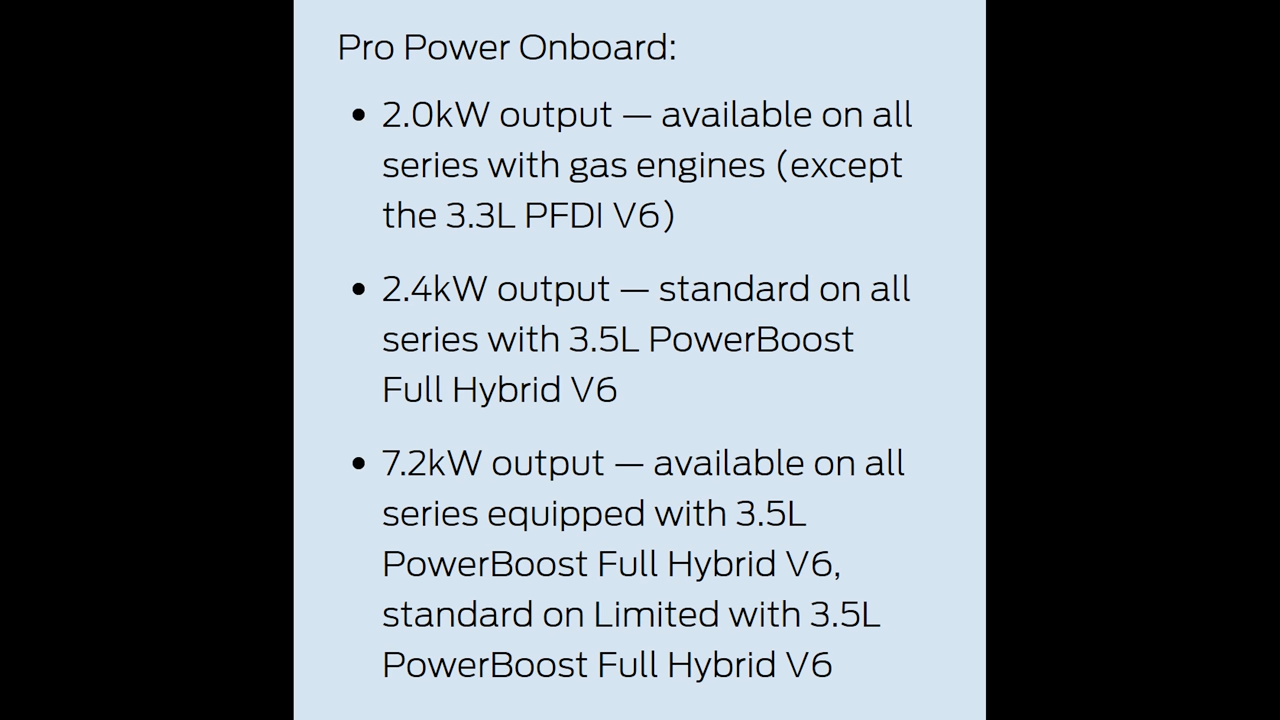 Pro Power Onboard:
• 2.0kW output — available on all
series with gas engines (except
the 3.3L PFDI V6)
• 2.4kW output — standard on all
series with 3.5L PowerBoost
Full Hybrid V6
• 7.2kW output — available on all
series equipped with 3.5L
PowerBoost Full Hybrid V6,
standard on Limited with 3.5L
PowerBoost Full Hybrid V6